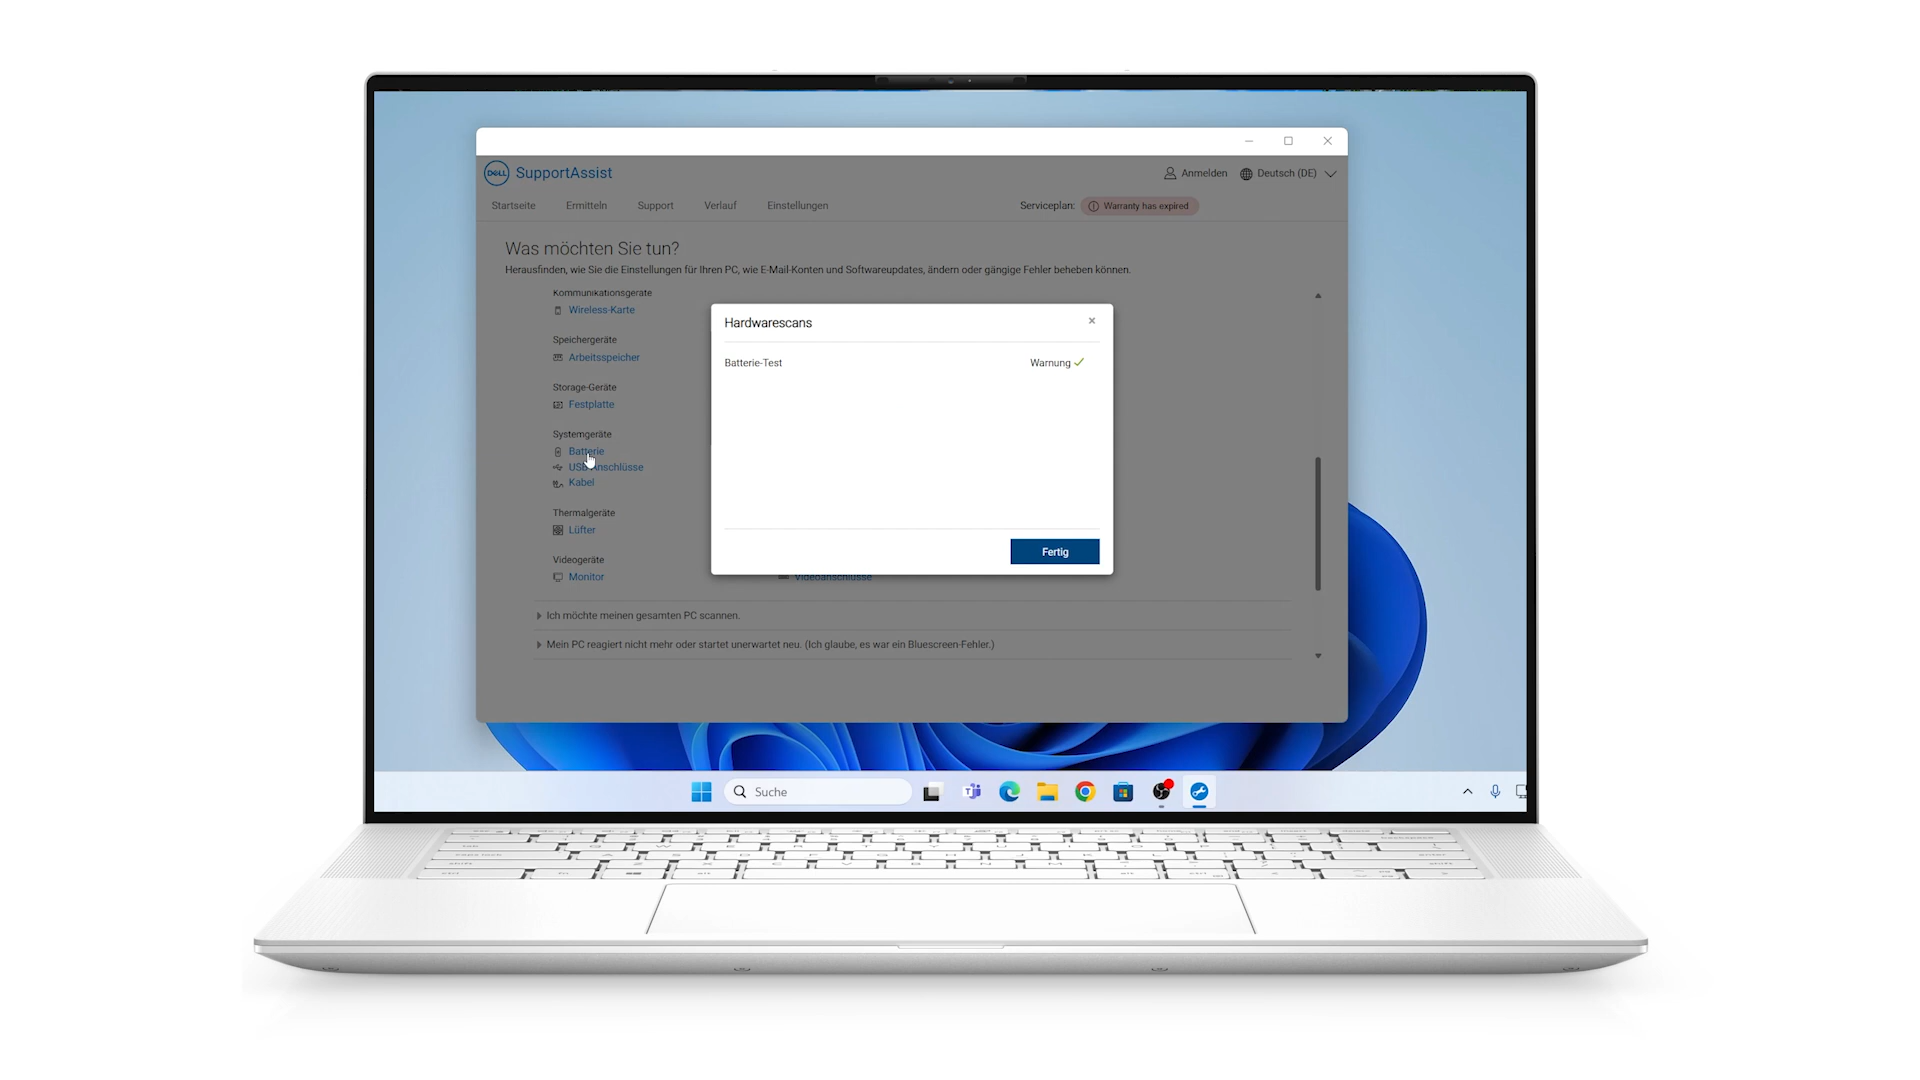 DELL SupportAssist
Anmelden Deutsch (DE)
Startseite Ermitteln Support Verlauf Einstellungen Serviceplan: Warranty has expired
Was möchten Sie tun?
Herausfinden, wie Sie die Einstellungen für Ihren PC, wie E-Mail-Konten und Softwareupdates, ändern oder gängige Fehler beheben können.
Kommunikationsgeräte
Wireless-Karte
Speichergeräte
Arbeitsspeicher
Storage-Geräte
Festplatte
Systemgeräte
Batterie
USB-Anschlüsse
Kabel
Thermalgeräte
Lüfter
Videogeräte
Monitor
Videoanschlüsse
Hardwarescans
Batterie-Test Warnung
Fertig
Ich möchte meinen gesamten PC scannen.
Mein PC reagiert nicht mehr oder startet unerwartet neu. (Ich glaube, es war ein Bluescreen-Fehler.)
Suche